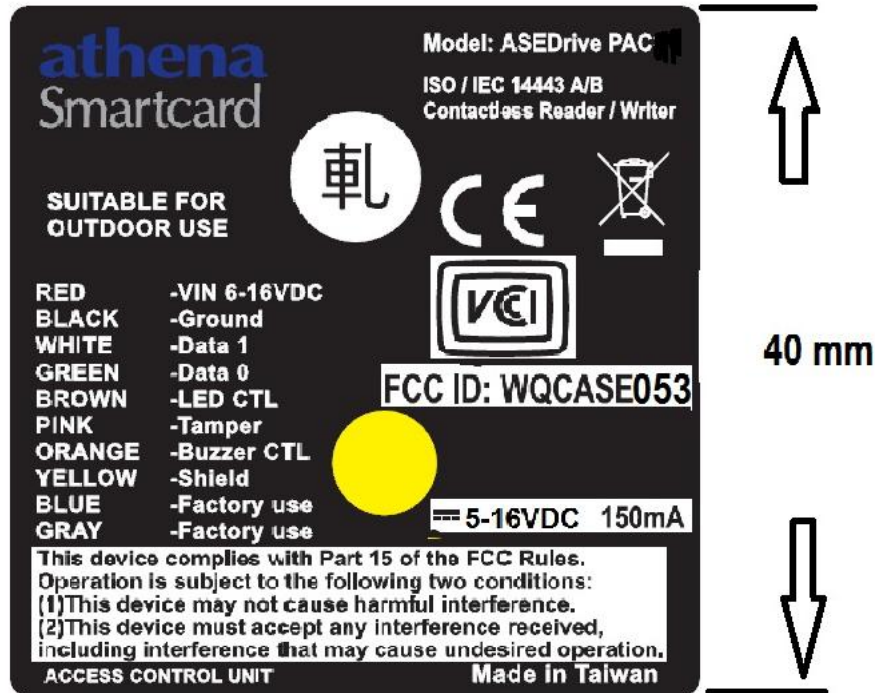 athena
Smartcard
Model: ASEDrive PAC
ISO / IEC 14443 A/B
Contactless Reader / Writer
軋
SUITABLE FOR
OUTDOOR USE
CE
VCI
RED -VIN 6-16VDC
BLACK -Ground
WHITE -Data 1
GREEN -Data 0
BROWN -LED CTL
PINK -Tamper
ORANGE -Buzzer CTL
YELLOW -Shield
BLUE -Factory use
GRAY -Factory use
FCC ID: WQCASE053
5-16VDC 150mA
This device complies with Part 15 of the FCC Rules.
Operation is subject to the following two conditions:
(1)This device may not cause harmful interference.
(2)This device must accept any interference received,
including interference that may cause undesired operation.
ACCESS CONTROL UNIT Made in Taiwan
40 mm